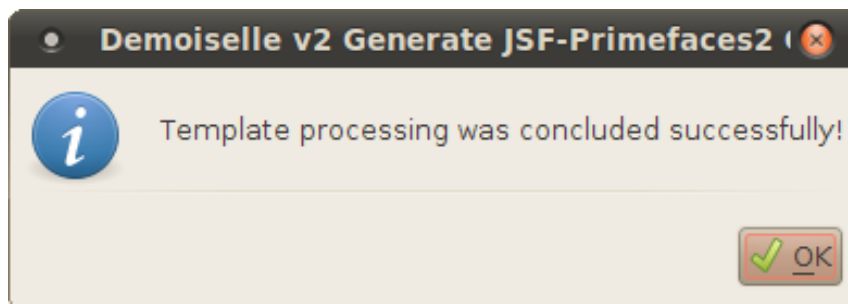 Demoiselle v2 Generate JSF-Primefaces2
Template processing was concluded successfully!
OK